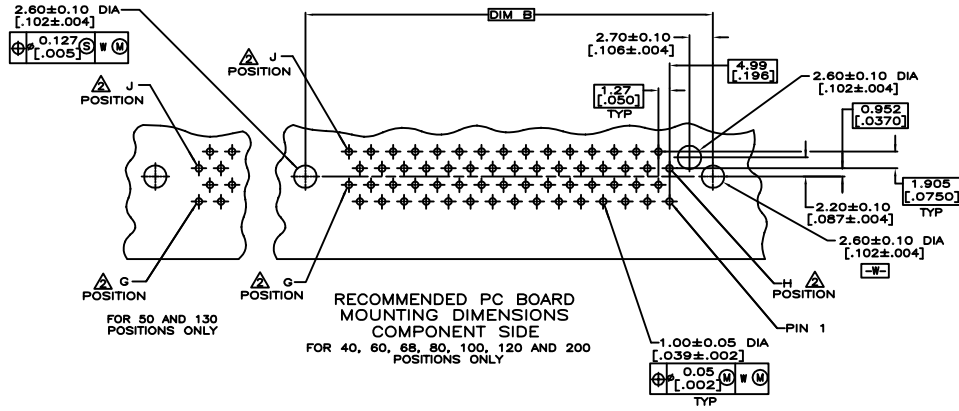 2.60±0.10 DIA
[.102±.004]
⌖ ⌀ 0.127 Ⓢ W Ⓜ
[.005]
DIM B
2.70±0.10
[.106±.004]
4.99
[.196]
2 J
POSITION
2 J
POSITION
1.27
[.050]
TYP
2.60±0.10 DIA
[.102±.004]
0.952
[.0370]
1.905
[.0750]
TYP
2.20±0.10
[.087±.004]
2.60±0.10 DIA
[.102±.004]
-W-
2 G
POSITION
2 G
POSITION
H 2
POSITION
FOR 50 AND 130
POSITIONS ONLY
RECOMMENDED PC BOARD
MOUNTING DIMENSIONS
COMPONENT SIDE
FOR 40, 60, 68, 80, 100, 120 AND 200
POSITIONS ONLY
PIN 1
1.00±0.05 DIA
[.039±.002]
⌖ ⌀ 0.05 Ⓜ W Ⓜ
[.002]
TYP